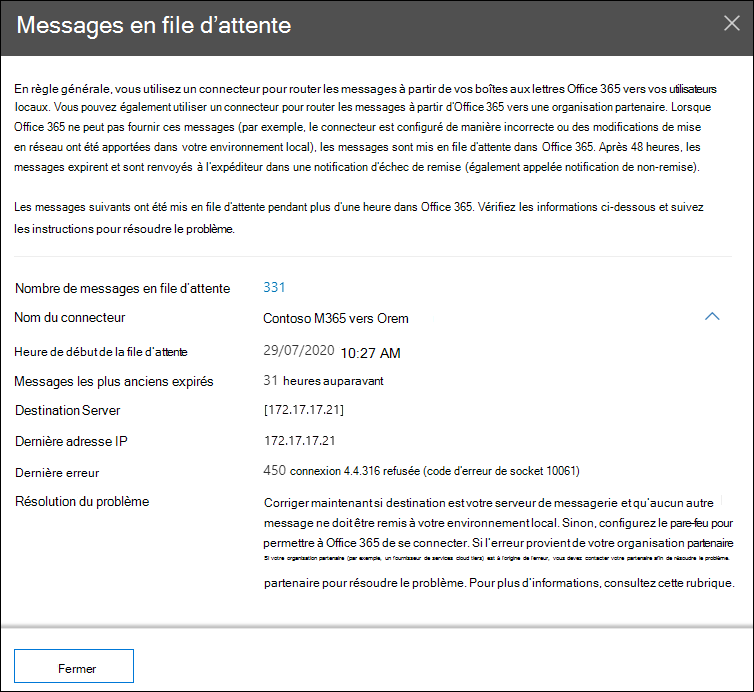 Messages en file d'attente
En règle générale, vous utilisez un connecteur pour router les messages à partir de vos boîtes aux lettres Office 365 vers vos utilisateurs
locaux. Vous pouvez également utiliser un connecteur pour router les messages à partir d'Office 365 vers une organisation partenaire. Lorsque
Office 365 ne peut pas fournir ces messages (par exemple, le connecteur est configuré de manière incorrecte ou des modifications de mise
en réseau ont été apportées dans votre environnement local), les messages sont mis en file d'attente dans Office 365. Après 48 heures, les
messages expirent et sont renvoyés à l'expéditeur dans une notification d'échec de remise (également appelée notification de non-remise).
Les messages suivants ont été mis en file d'attente pendant plus d'une heure dans Office 365. Vérifiez les informations ci-dessous et suivez
les instructions pour résoudre le problème.
Nombre de messages en file d'attente 331
Nom du connecteur Contoso M365 vers Orem
Heure de début de la file d'attente 29/07/2020 10:27 AM
Messages les plus anciens expirés 31 heures auparavant
Destination Server [172.17.17.21]
Dernière adresse IP 172.17.17.21
Dernière erreur 450 connexion 4.4.316 refusée (code d'erreur de socket 10061)
Résolution du problème Corriger maintenant si destination est votre serveur de messagerie et qu'aucun autre
message ne doit être remis à votre environnement local. Sinon, configurez le pare-feu pour
permettre à Office 365 de se connecter. Si l'erreur provient de votre organisation partenaire
Si votre organisation partenaire (par exemple, un fournisseur de services cloud tiers) est à l'origine de l'erreur, vous devez contacter votre partenaire afin de résoudre le problème.
partenaire pour résoudre le problème. Pour plus d'informations, consultez cette rubrique.
Fermer